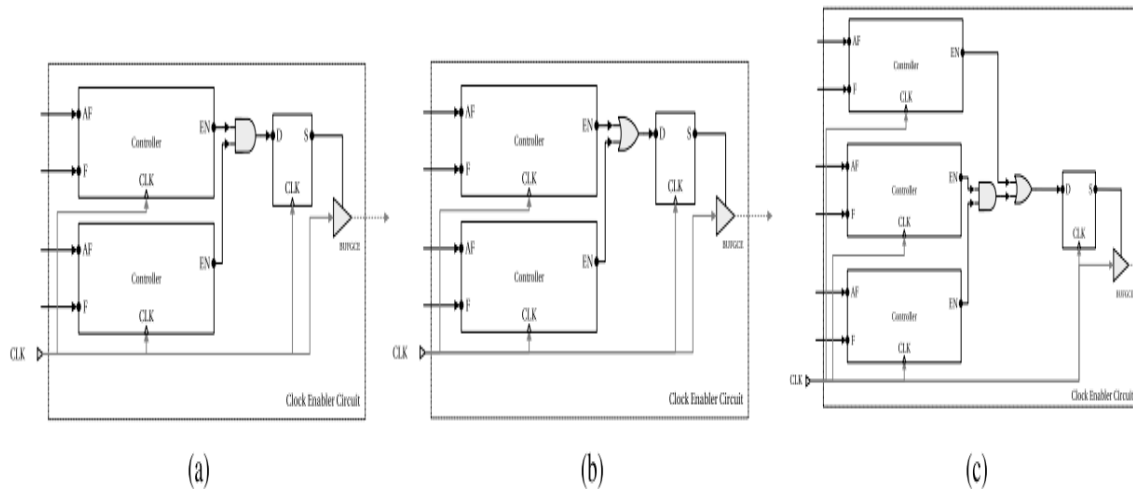 AF
EN
Controller
F
CLK
D
S
CLK
AF
EN
Controller
F
CLK
BUFGCE
CLK
Clock Enabler Circuit
(a)
AF
EN
Controller
F
CLK
D
S
CLK
AF
EN
Controller
F
CLK
BUFGCE
CLK
Clock Enabler Circuit
(b)
AF
EN
Controller
F
CLK
AF
EN
Controller
F
CLK
D
S
CLK
AF
EN
Controller
F
CLK
BUFGCE
CLK
Clock Enabler Circuit
(c)